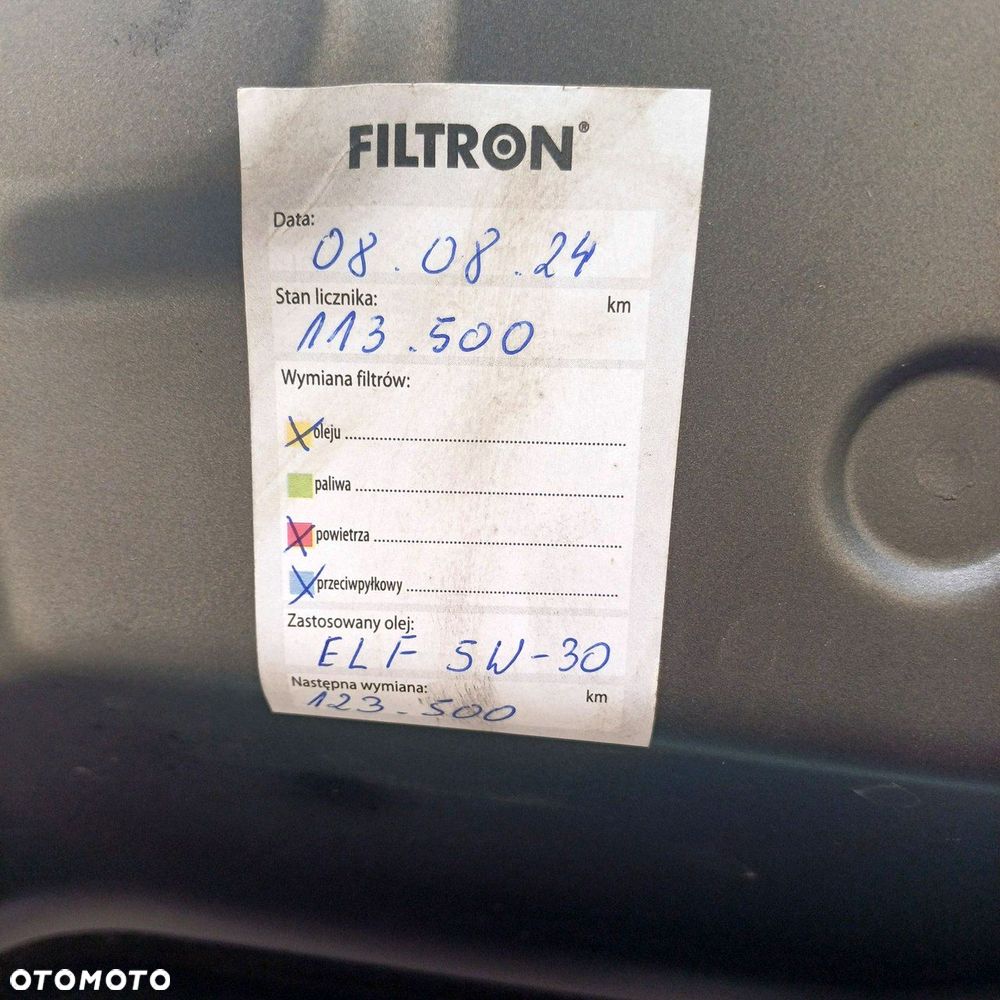 FILTRON®
Data:
08.08.24
Stan licznika: km
113.500
Wymiana filtrów:
oleju
paliwa
powietrza
przeciwpyłkowy
Zastosowany olej:
ELF 5W-30
Następna wymiana: km
123.500
OTOMOTO